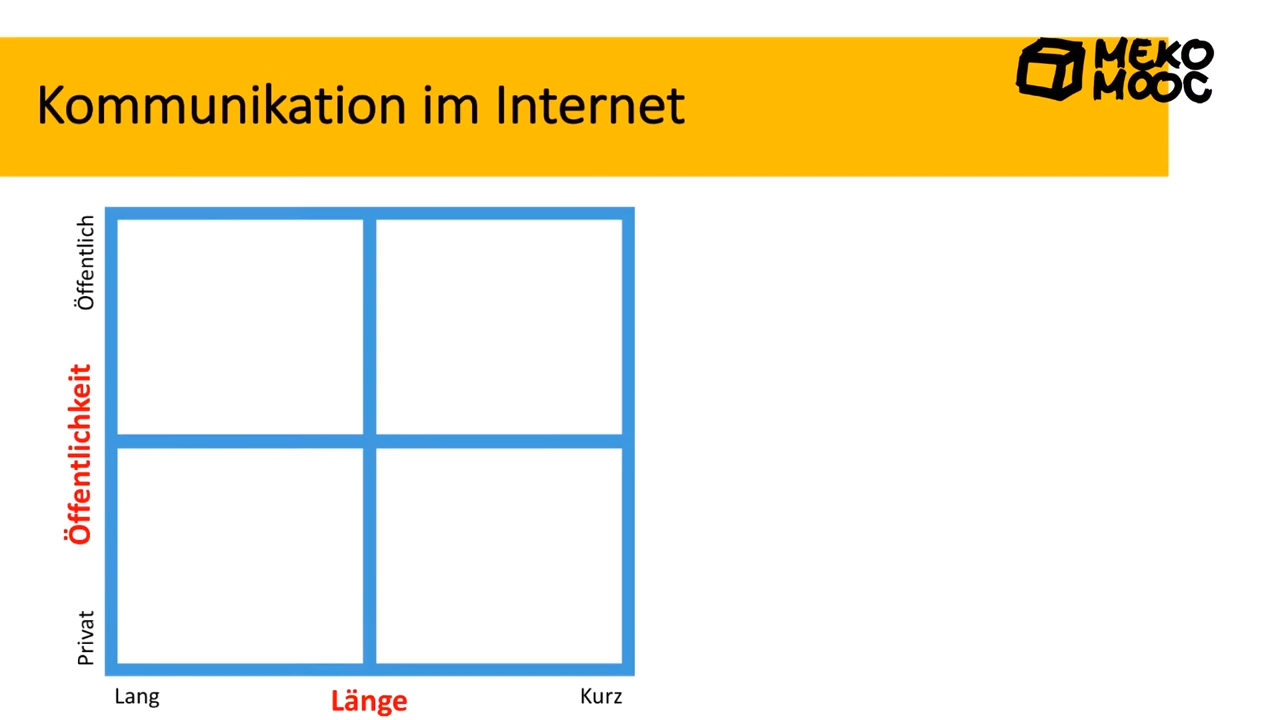 Kommunikation im Internet
MEKO
MOOC
Öffentlich
Öffentlichkeit
Privat
Lang
Länge
Kurz